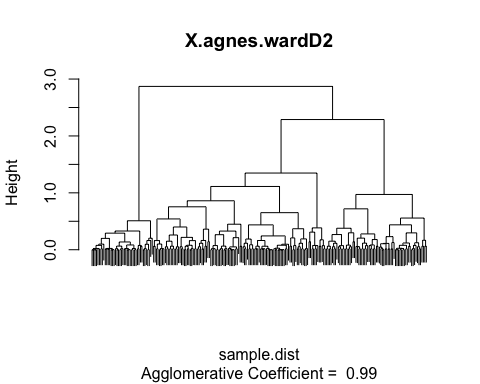 X.agnes.wardD2
Height
3.0
2.0
1.0
0.0
sample.dist
Agglomerative Coefficient = 0.99